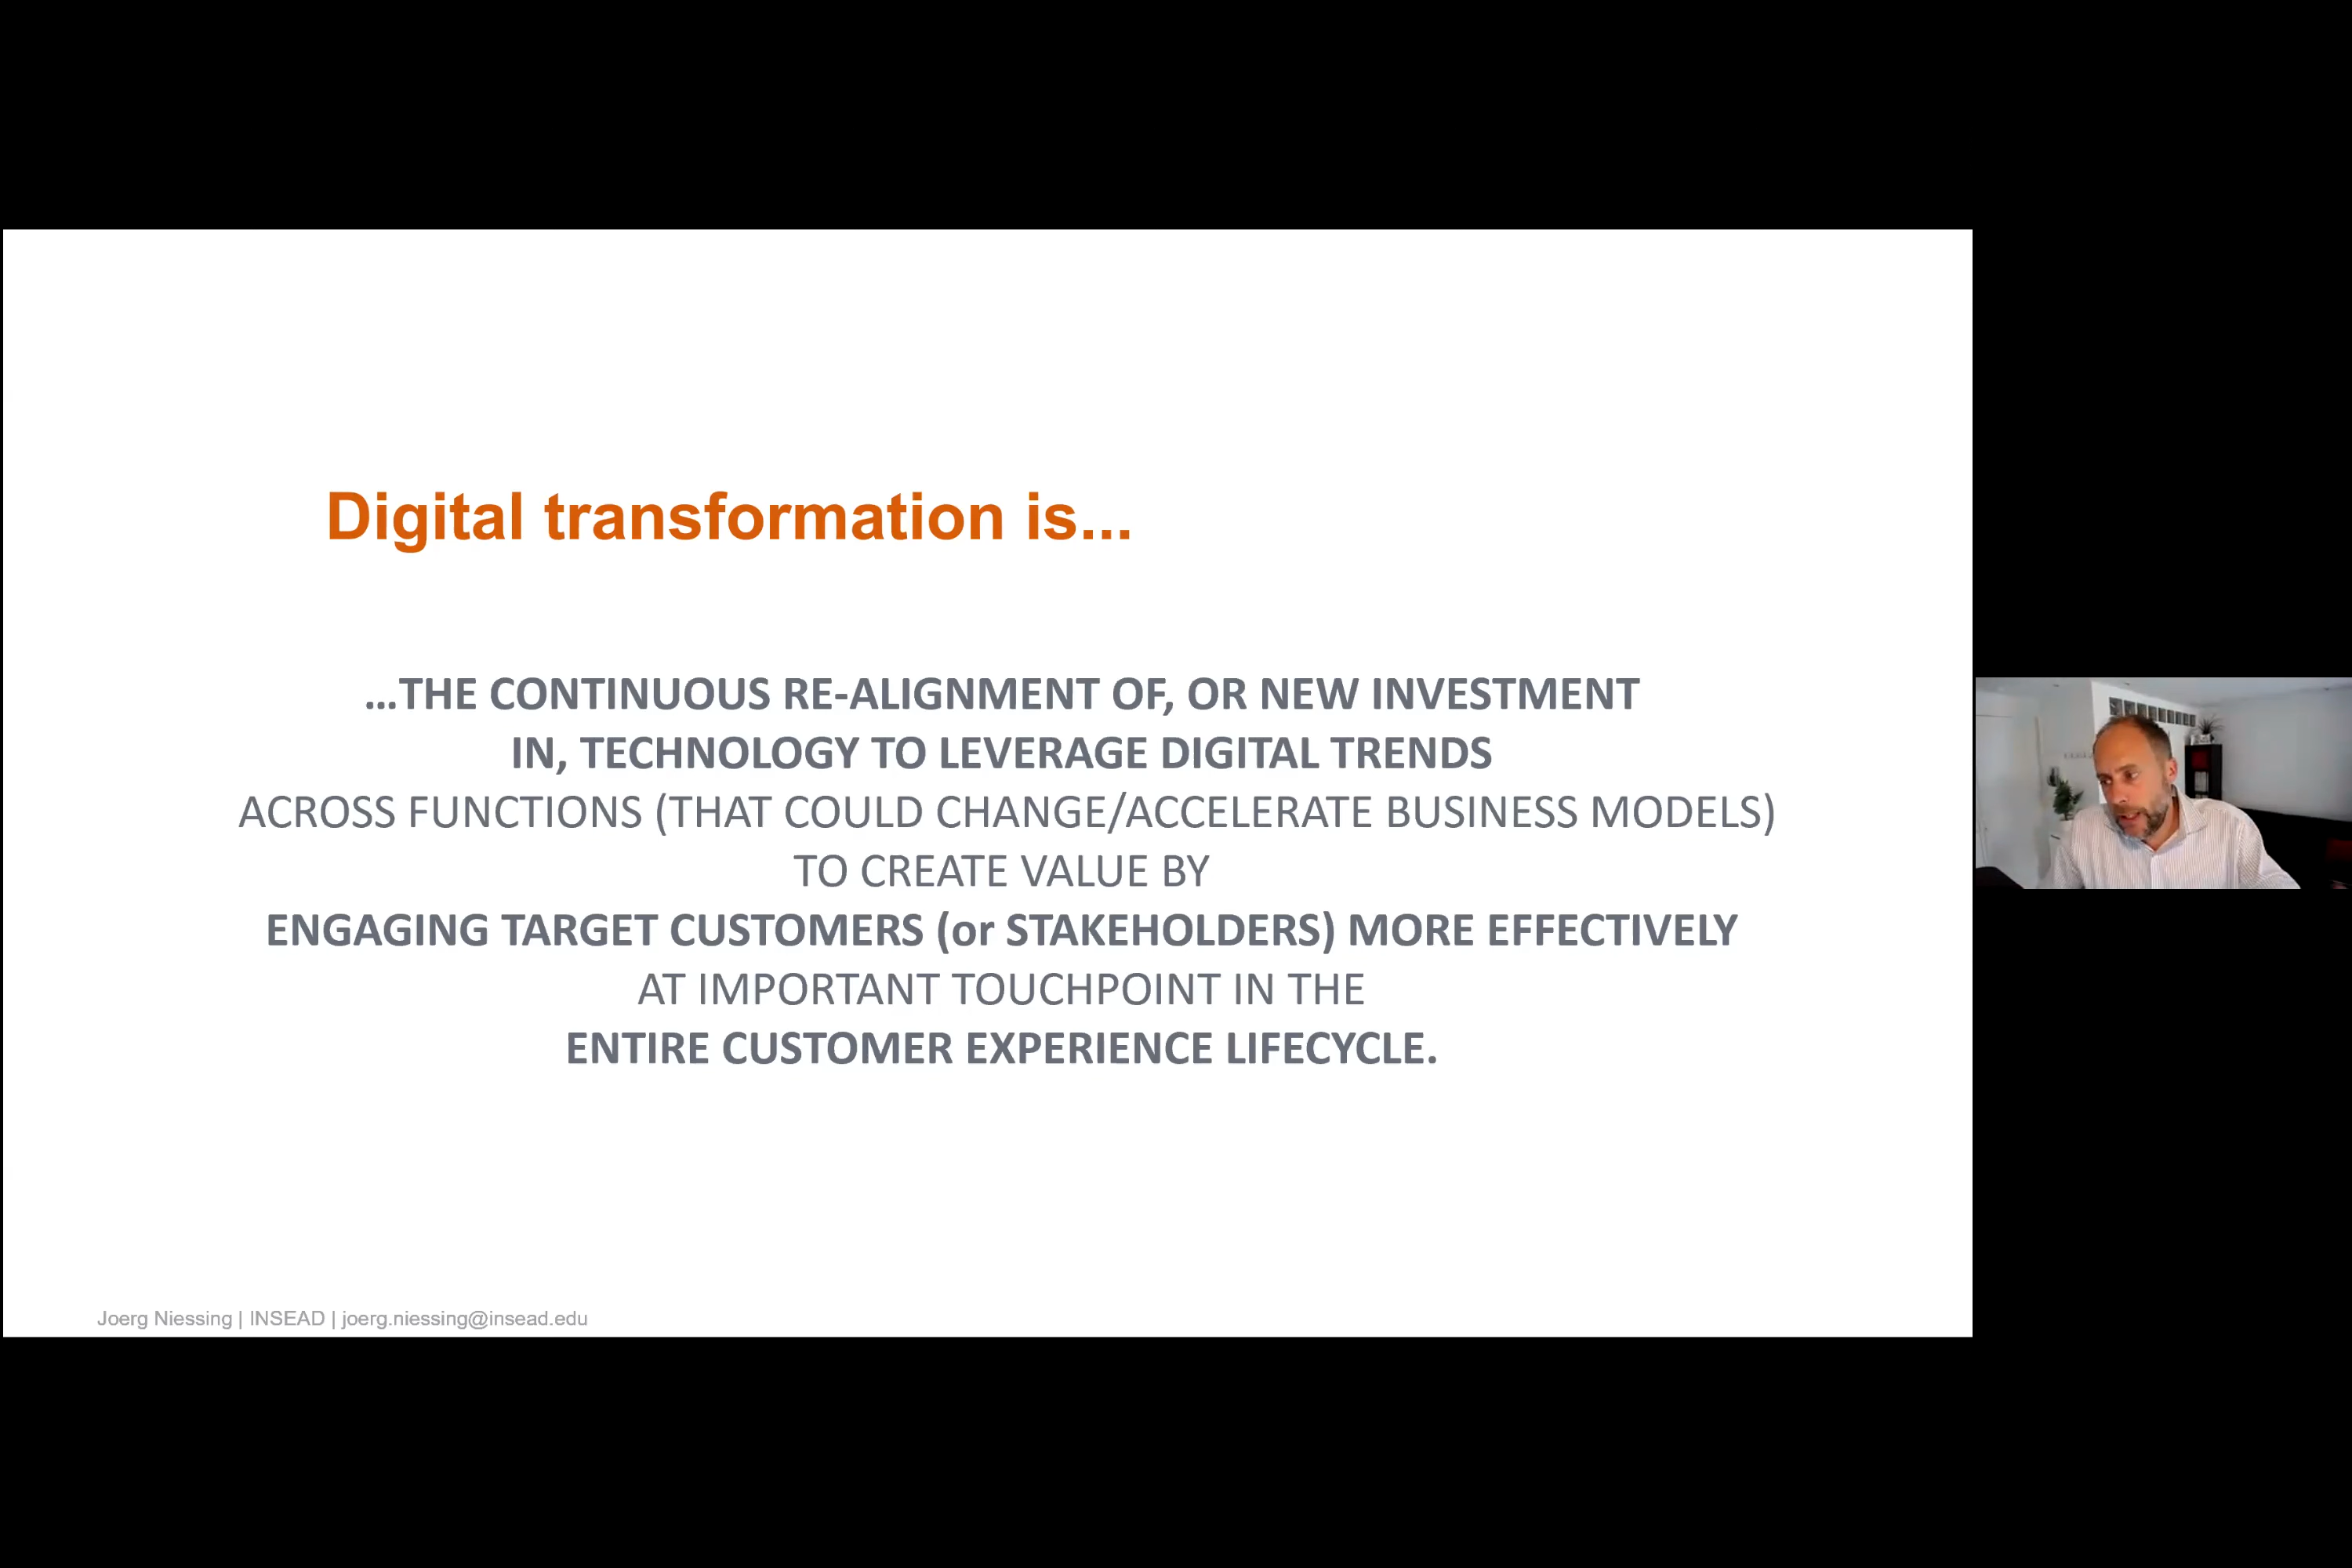 Digital transformation is...
...THE CONTINUOUS RE-ALIGNMENT OF, OR NEW INVESTMENT
IN, TECHNOLOGY TO LEVERAGE DIGITAL TRENDS
ACROSS FUNCTIONS (THAT COULD CHANGE/ACCELERATE BUSINESS MODELS)
TO CREATE VALUE BY
ENGAGING TARGET CUSTOMERS (or STAKEHOLDERS) MORE EFFECTIVELY
AT IMPORTANT TOUCHPOINT IN THE
ENTIRE CUSTOMER EXPERIENCE LIFECYCLE.
Joerg Niessing | INSEAD | joerg.niessing@insead.edu